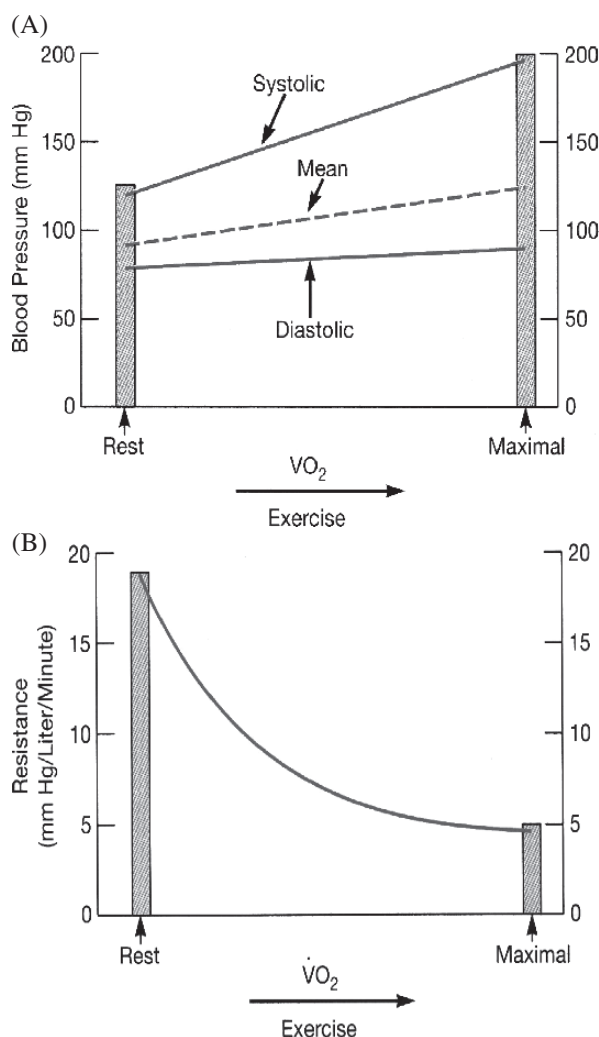 (A)
Blood Pressure (mm Hg)
200
150
100
50
0
Systolic
Mean
Diastolic
200
150
100
50
0
Rest
Maximal
VO₂
Exercise
(B)
Resistance
(mm Hg/Liter/Minute)
20
15
10
5
0
20
15
10
5
0
Rest
Maximal
V̇O₂
Exercise